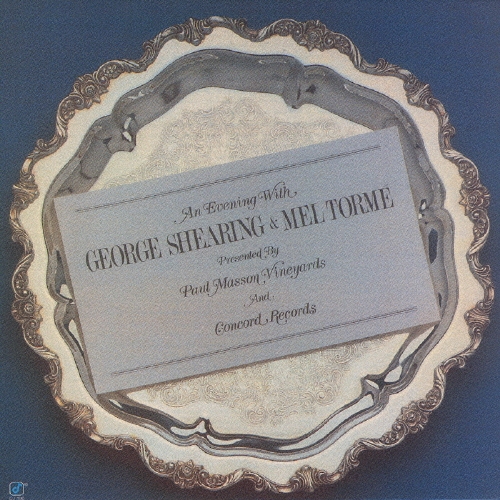 An Evening With
GEORGE SHEARING & MEL TORME
Presented By
Paul Masson Vineyards
And
Concord Records